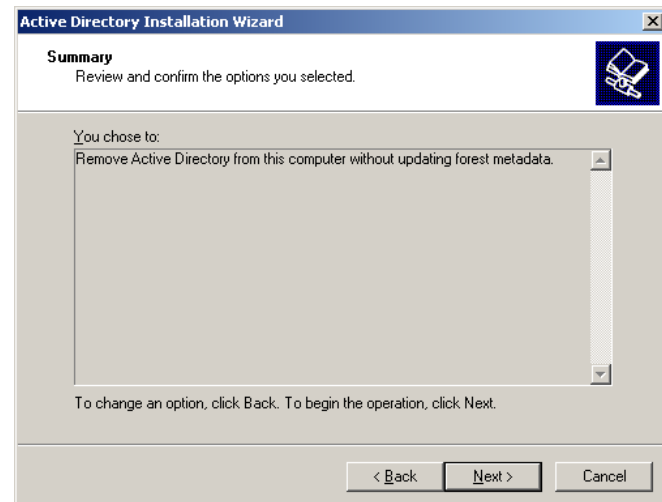 Active Directory Installation Wizard
Summary
Review and confirm the options you selected.
You chose to:
Remove Active Directory from this computer without updating forest metadata.
To change an option, click Back. To begin the operation, click Next.
< Back
Next >
Cancel